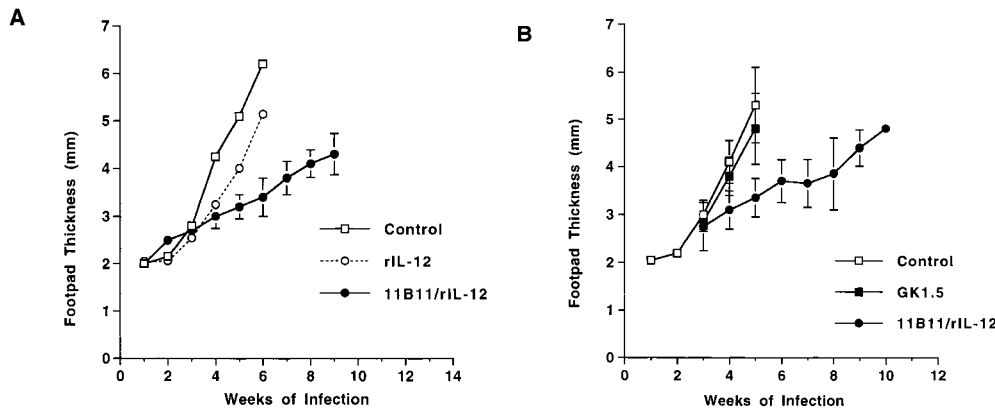 A
7
6
5
4
3
2
1
0
0 2 4 6 8 10 12 14
Footpad Thickness (mm)
Weeks of Infection
Control
rIL-12
11B11/rIL-12
B
7
6
5
4
3
2
1
0
0 2 4 6 8 10 12
Footpad Thickness (mm)
Weeks of Infection
Control
GK1.5
11B11/rIL-12